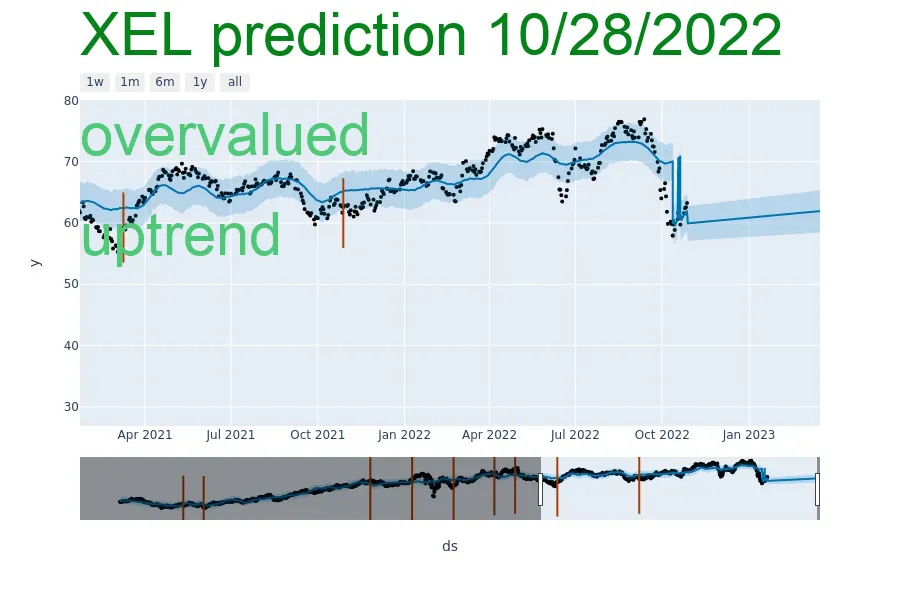 XEL prediction 10/28/2022
1w 1m 6m 1y all
80
overvalued
70
60
uptrend
y
50
40
30
Apr 2021 Jul 2021 Oct 2021 Jan 2022 Apr 2022 Jul 2022 Oct 2022 Jan 2023
ds